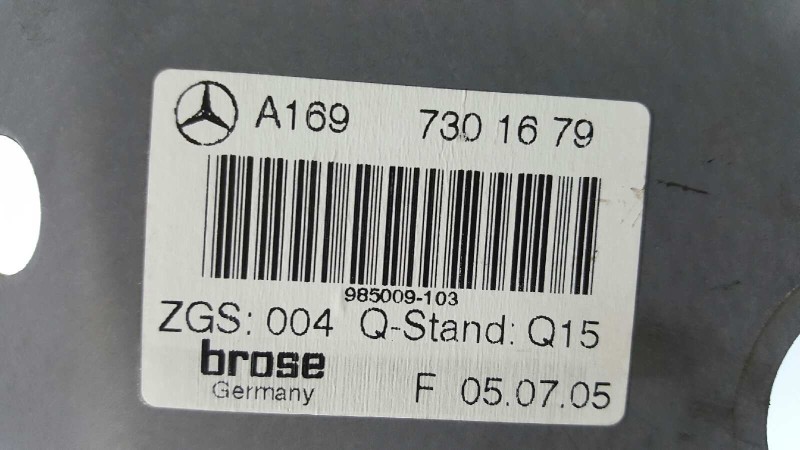 A169 730 16 79
985009-103
ZGS: 004 Q-Stand: Q15
brose
Germany F 05.07.05